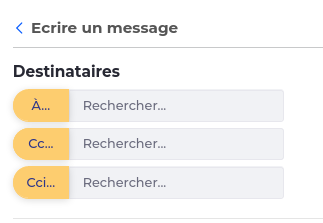 Ecrire un message
Destinataires
À... Rechercher...
Cc... Rechercher...
Cci... Rechercher...